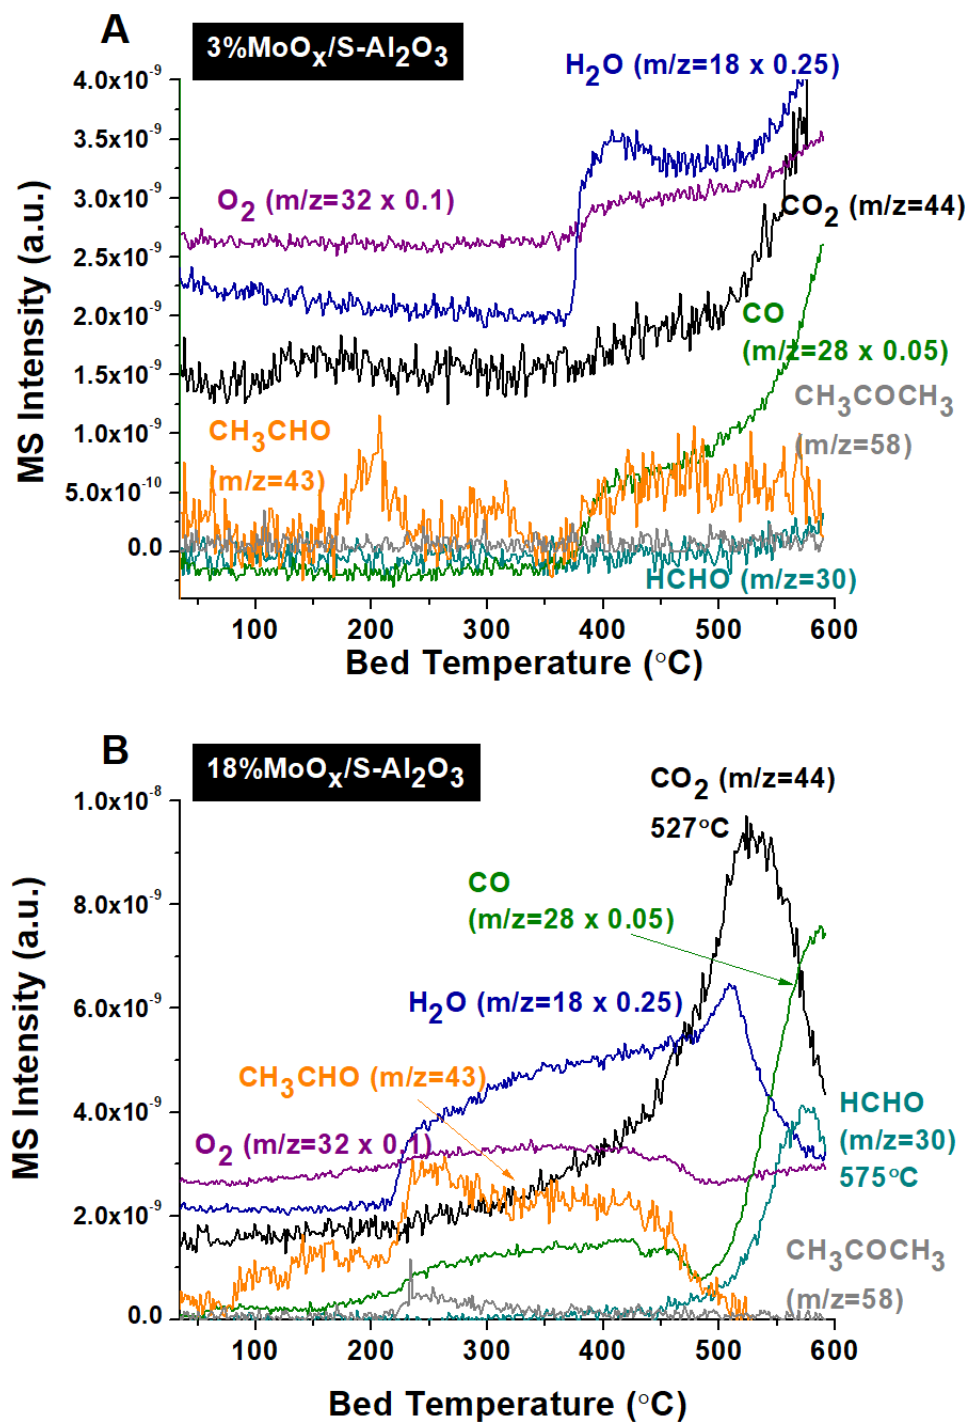 A
3%MoOₓ/S-Al₂O₃
H₂O (m/z=18 x 0.25)
O₂ (m/z=32 x 0.1)
CO₂ (m/z=44)
CO
(m/z=28 x 0.05)
CH₃COCH₃
(m/z=58)
CH₃CHO
(m/z=43)
HCHO (m/z=30)
4.0x10⁻⁹
3.5x10⁻⁹
3.0x10⁻⁹
2.5x10⁻⁹
2.0x10⁻⁹
1.5x10⁻⁹
1.0x10⁻⁹
5.0x10⁻¹⁰
0.0
MS Intensity (a.u.)
100 200 300 400 500 600
Bed Temperature (°C)
B
18%MoOₓ/S-Al₂O₃
CO₂ (m/z=44)
527°C
CO
(m/z=28 x 0.05)
H₂O (m/z=18 x 0.25)
CH₃CHO (m/z=43)
O₂ (m/z=32 x 0.1)
HCHO
(m/z=30)
575°C
CH₃COCH₃
(m/z=58)
1.0x10⁻⁸
8.0x10⁻⁹
6.0x10⁻⁹
4.0x10⁻⁹
2.0x10⁻⁹
0.0
MS Intensity (a.u.)
100 200 300 400 500 600
Bed Temperature (°C)